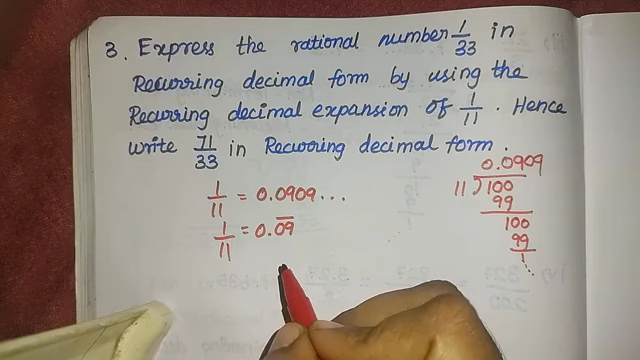 3. Express the rational number 1/33 in
Recurring decimal form by using the
Recurring decimal expansion of 1/11. Hence
write 71/33 in Recurring decimal form.
1/11 = 0.0909...
1/11 = 0.0̅9̅
0.0909
11 ) 100
99
100
99
1